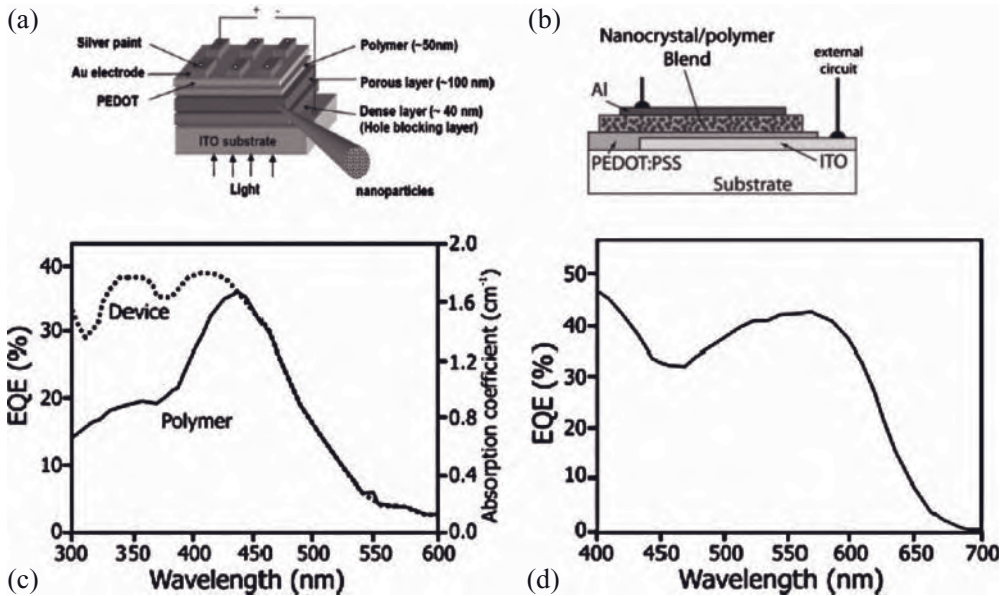 (a)
+ -
Silver paint
Au electrode
PEDOT
Polymer (~50nm)
Porous layer (~100 nm)
Dense layer (~ 40 nm)
(Hole blocking layer)
ITO substrate
Light
nanoparticles
(b)
Nanocrystal/polymer
Blend
external
circuit
Al
PEDOT:PSS
ITO
Substrate
(c)
EQE (%)
40
30
20
10
0
Device
Polymer
2.0
1.6
1.2
0.8
0.4
0.0
Absorption coefficient (cm⁻¹)
300 350 400 450 500 550 600
Wavelength (nm)
(d)
EQE (%)
50
40
30
20
10
0
400 450 500 550 600 650 700
Wavelength (nm)